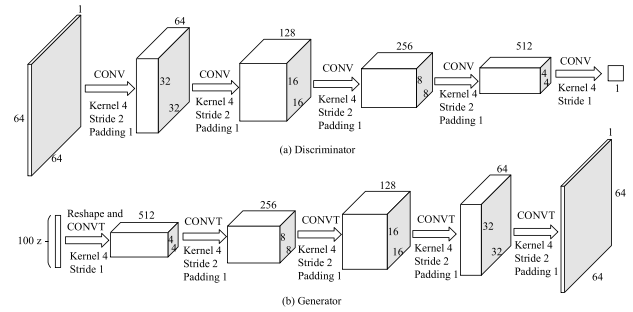 1
64
64
CONV
Kernel 4
Stride 2
Padding 1
64
32
32
CONV
Kernel 4
Stride 2
Padding 1
128
16
16
CONV
Kernel 4
Stride 2
Padding 1
256
8
8
CONV
Kernel 4
Stride 2
Padding 1
512
4
4
CONV
Kernel 4
Stride 1
1
(a) Discriminator
100 z
Reshape and
CONVT
Kernel 4
Stride 1
512
4
4
CONVT
Kernel 4
Stride 2
Padding 1
256
8
8
CONVT
Kernel 4
Stride 2
Padding 1
128
16
16
CONVT
Kernel 4
Stride 2
Padding 1
64
32
32
CONVT
Kernel 4
Stride 2
Padding 1
1
64
64
(b) Generator